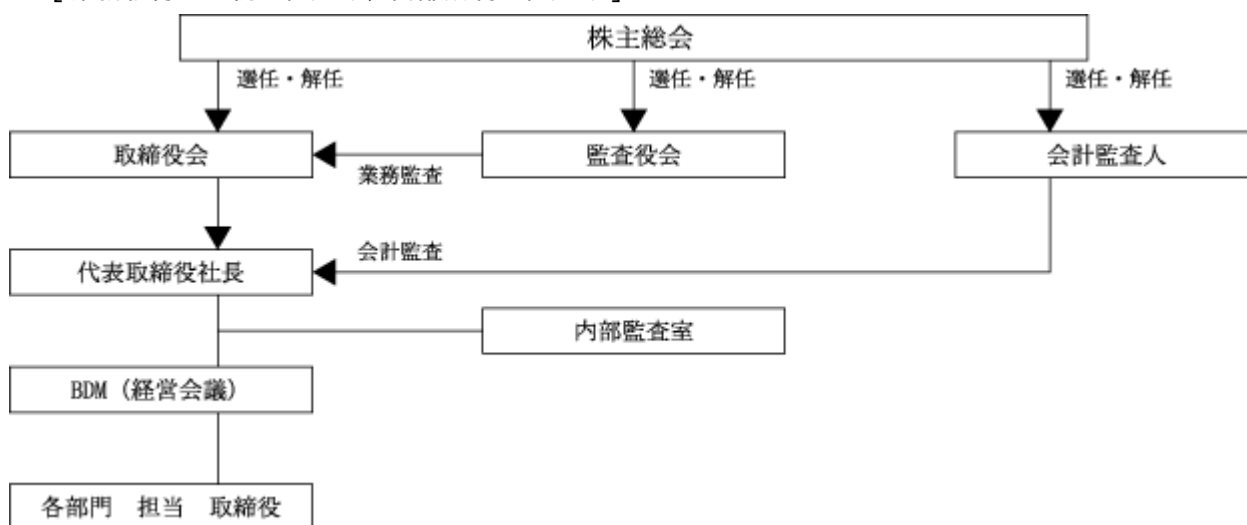 株主総会
選任・解任
選任・解任
選任・解任
取締役会
監査役会
会計監査人
業務監査
会計監査
代表取締役社長
内部監査室
BDM (経営会議)
各部門 担当 取締役